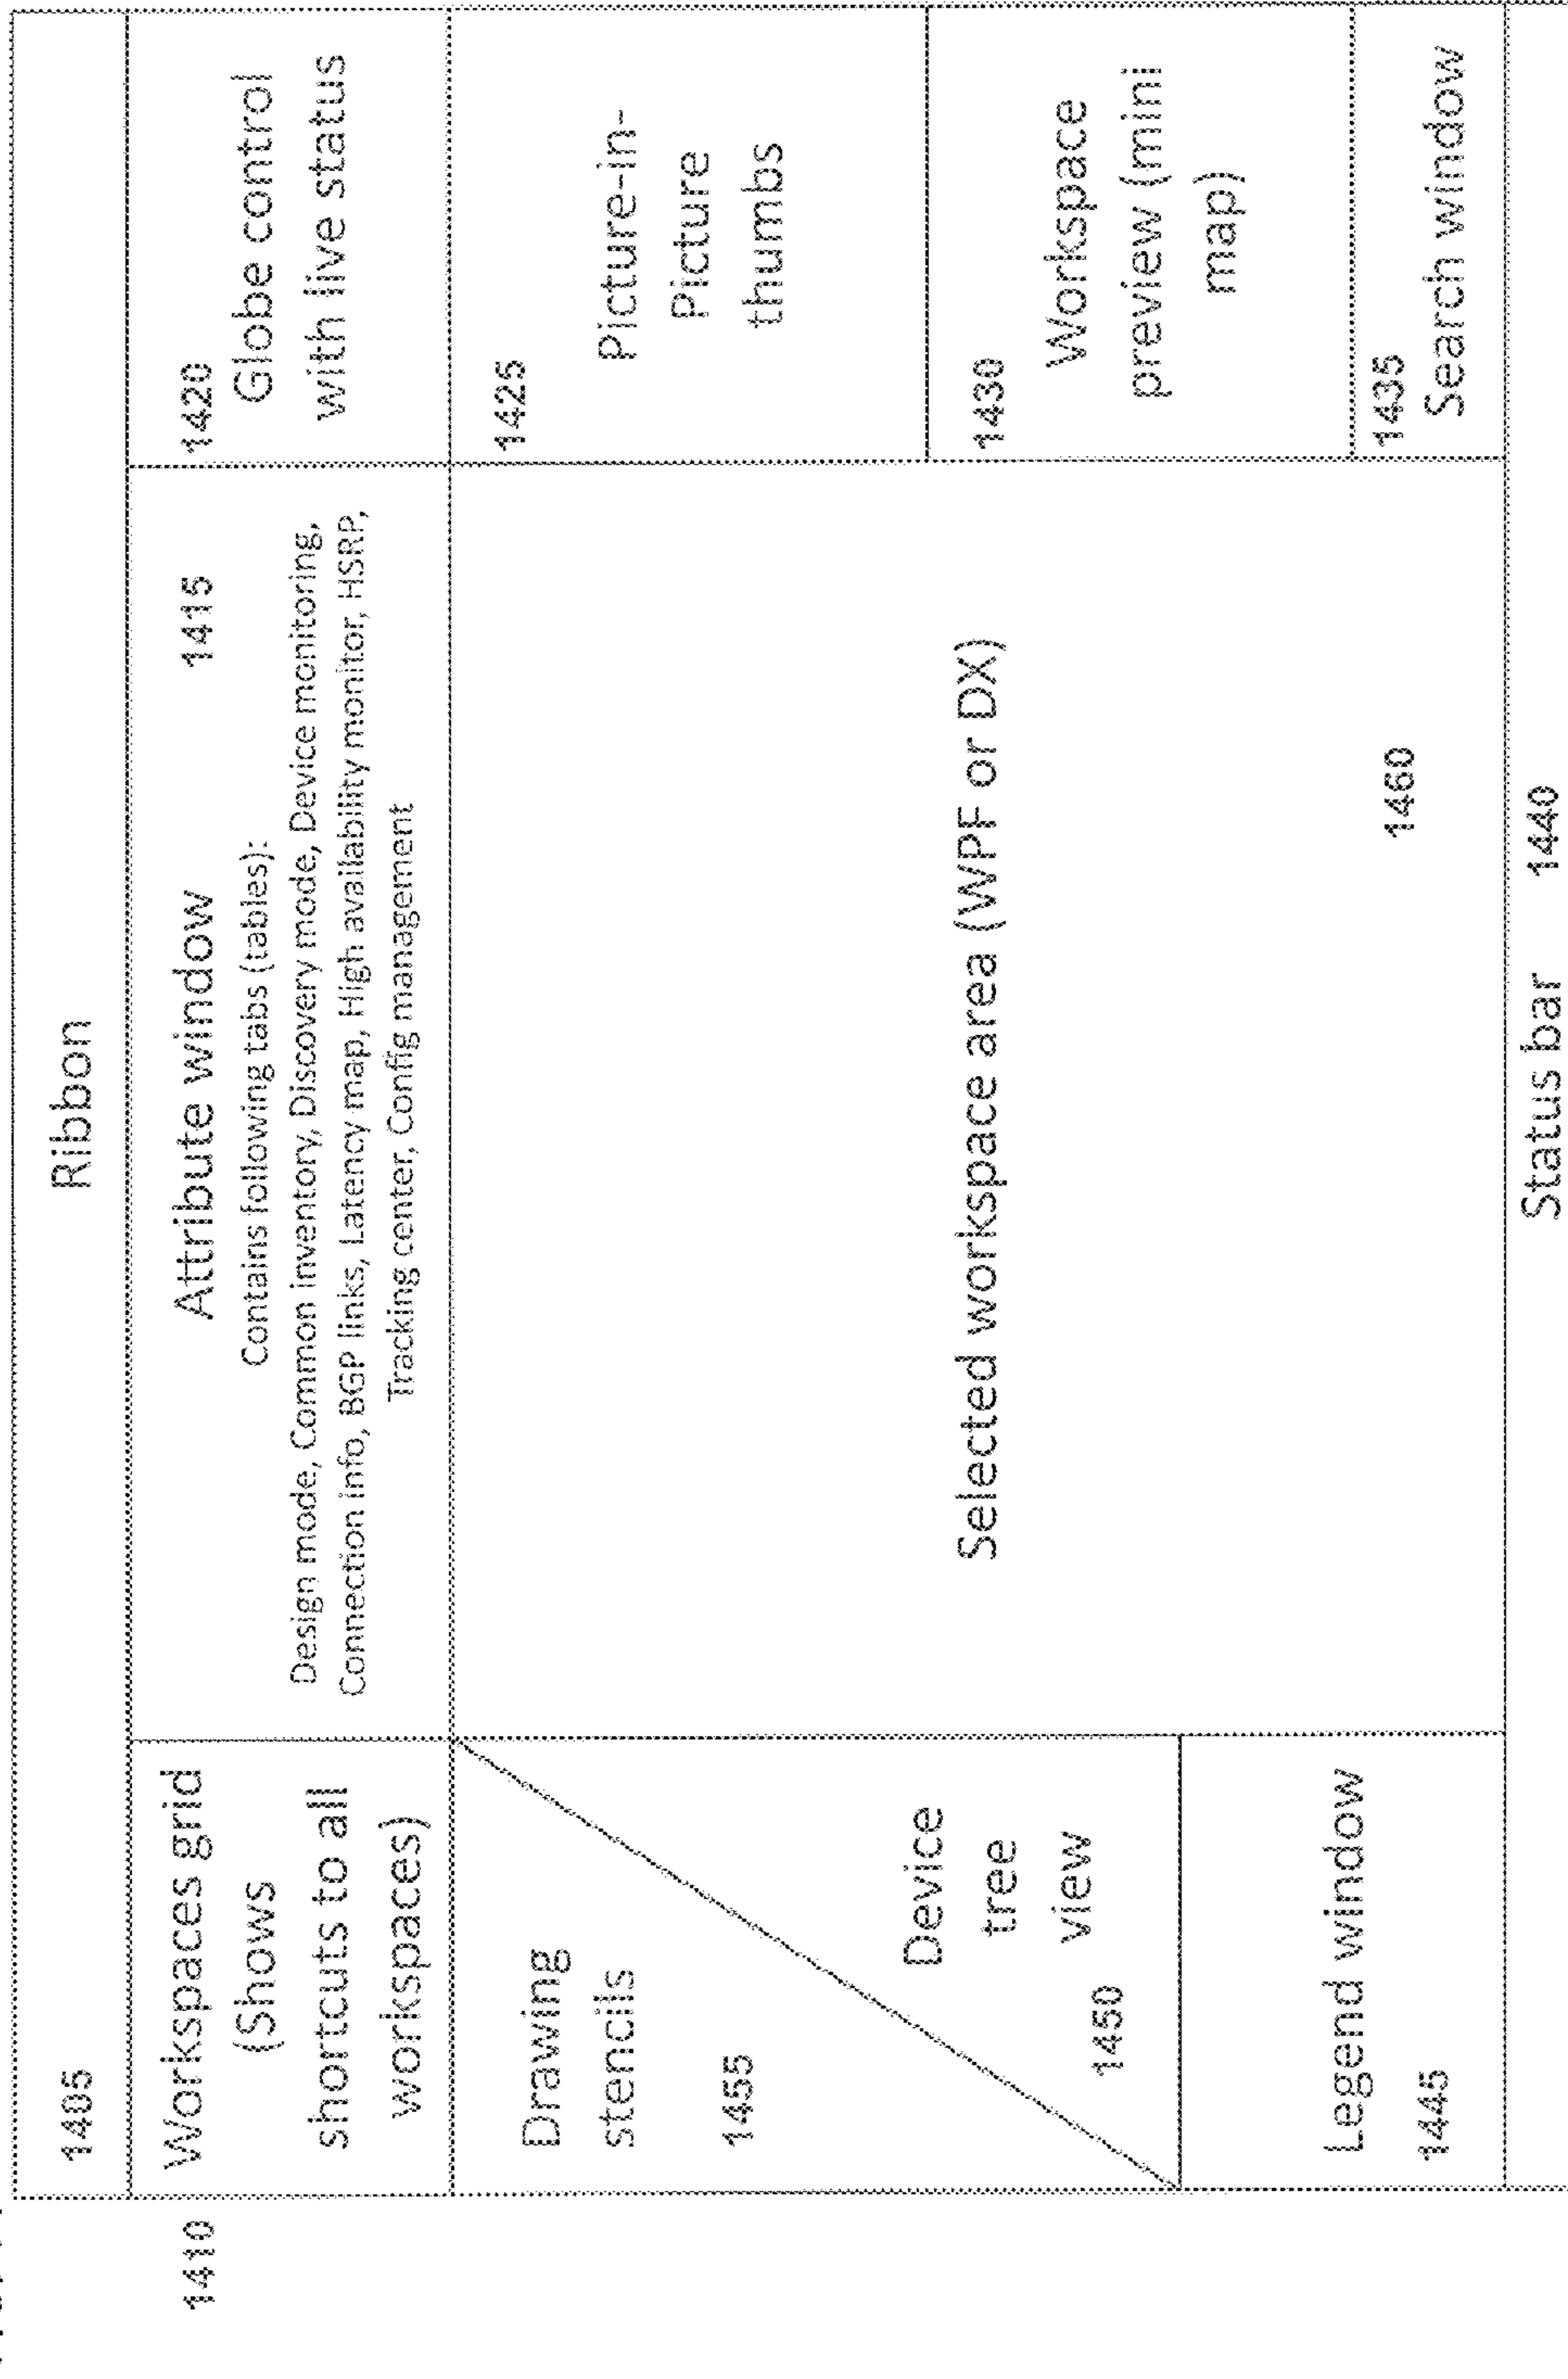 1405
Ribbon
1410
Workspaces grid
(Shows
shortcuts to all
workspaces)
Attribute window
1415
Contains following tabs (tables):
Design mode, Common inventory, Discovery mode, Device monitoring,
Connection info, BGP links, Latency map, High availability monitor, HSRP,
Tracking center, Config management
1420
Globe control
with live status
Drawing
stencils
1455
Device
tree
view
1450
Legend window
1445
Selected workspace area (WPF or DX)
1460
1425
Picture-in-
Picture
thumbs
1430
Workspace
preview (mini
map)
1435
Search window
Status bar 1440